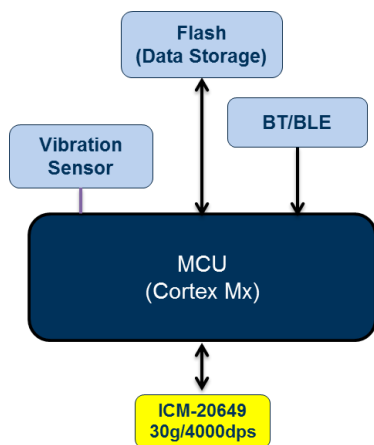 Flash
(Data Storage)
BT/BLE
Vibration
Sensor
MCU
(Cortex Mx)
ICM-20649
30g/4000dps